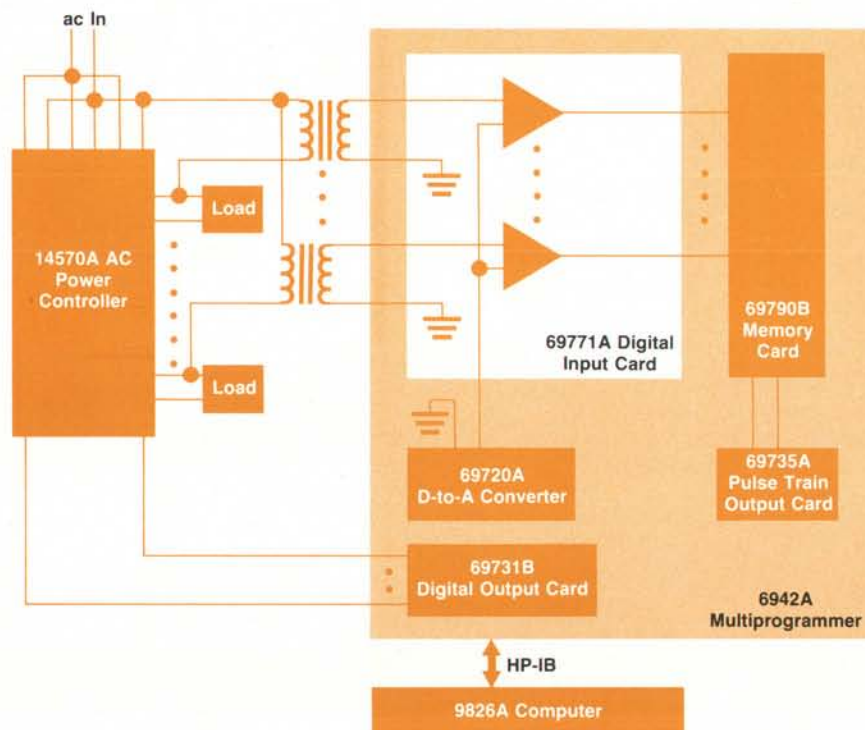 ac In
14570A AC
Power
Controller
Load
Load
69771A Digital
Input Card
69790B
Memory
Card
69720A
D-to-A Converter
69735A
Pulse Train
Output Card
69731B
Digital Output Card
6942A
Multiprogrammer
HP-IB
9826A Computer